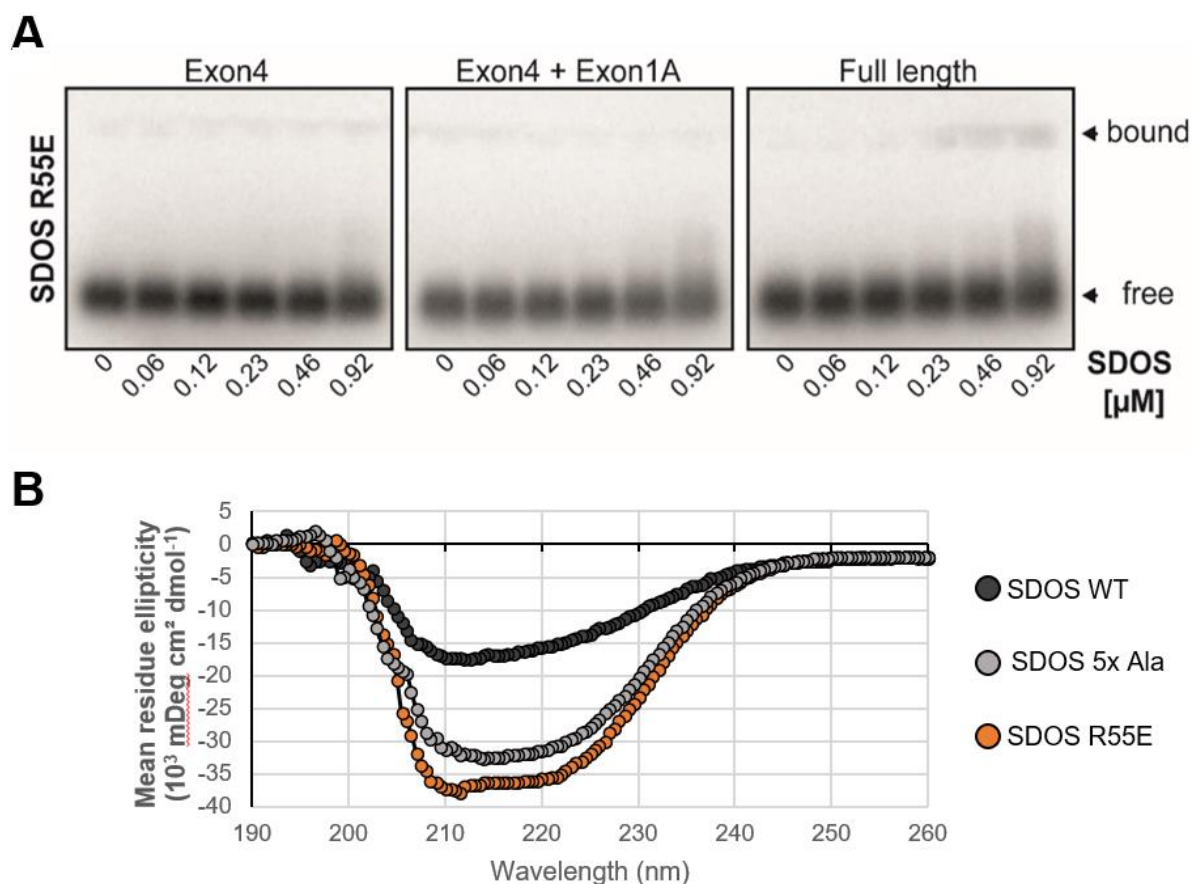 A
Exon4
Exon4 + Exon1A
Full length
SDOS R55E
bound
free
0 0.06 0.12 0.23 0.46 0.92
0 0.06 0.12 0.23 0.46 0.92
0 0.06 0.12 0.23 0.46 0.92
SDOS
[µM]
B
Mean residue ellipticity
(10³ mDeg cm² dmol⁻¹)
5
0
-5
-10
-15
-20
-25
-30
-35
-40
190 200 210 220 230 240 250 260
Wavelength (nm)
SDOS WT
SDOS 5x Ala
SDOS R55E